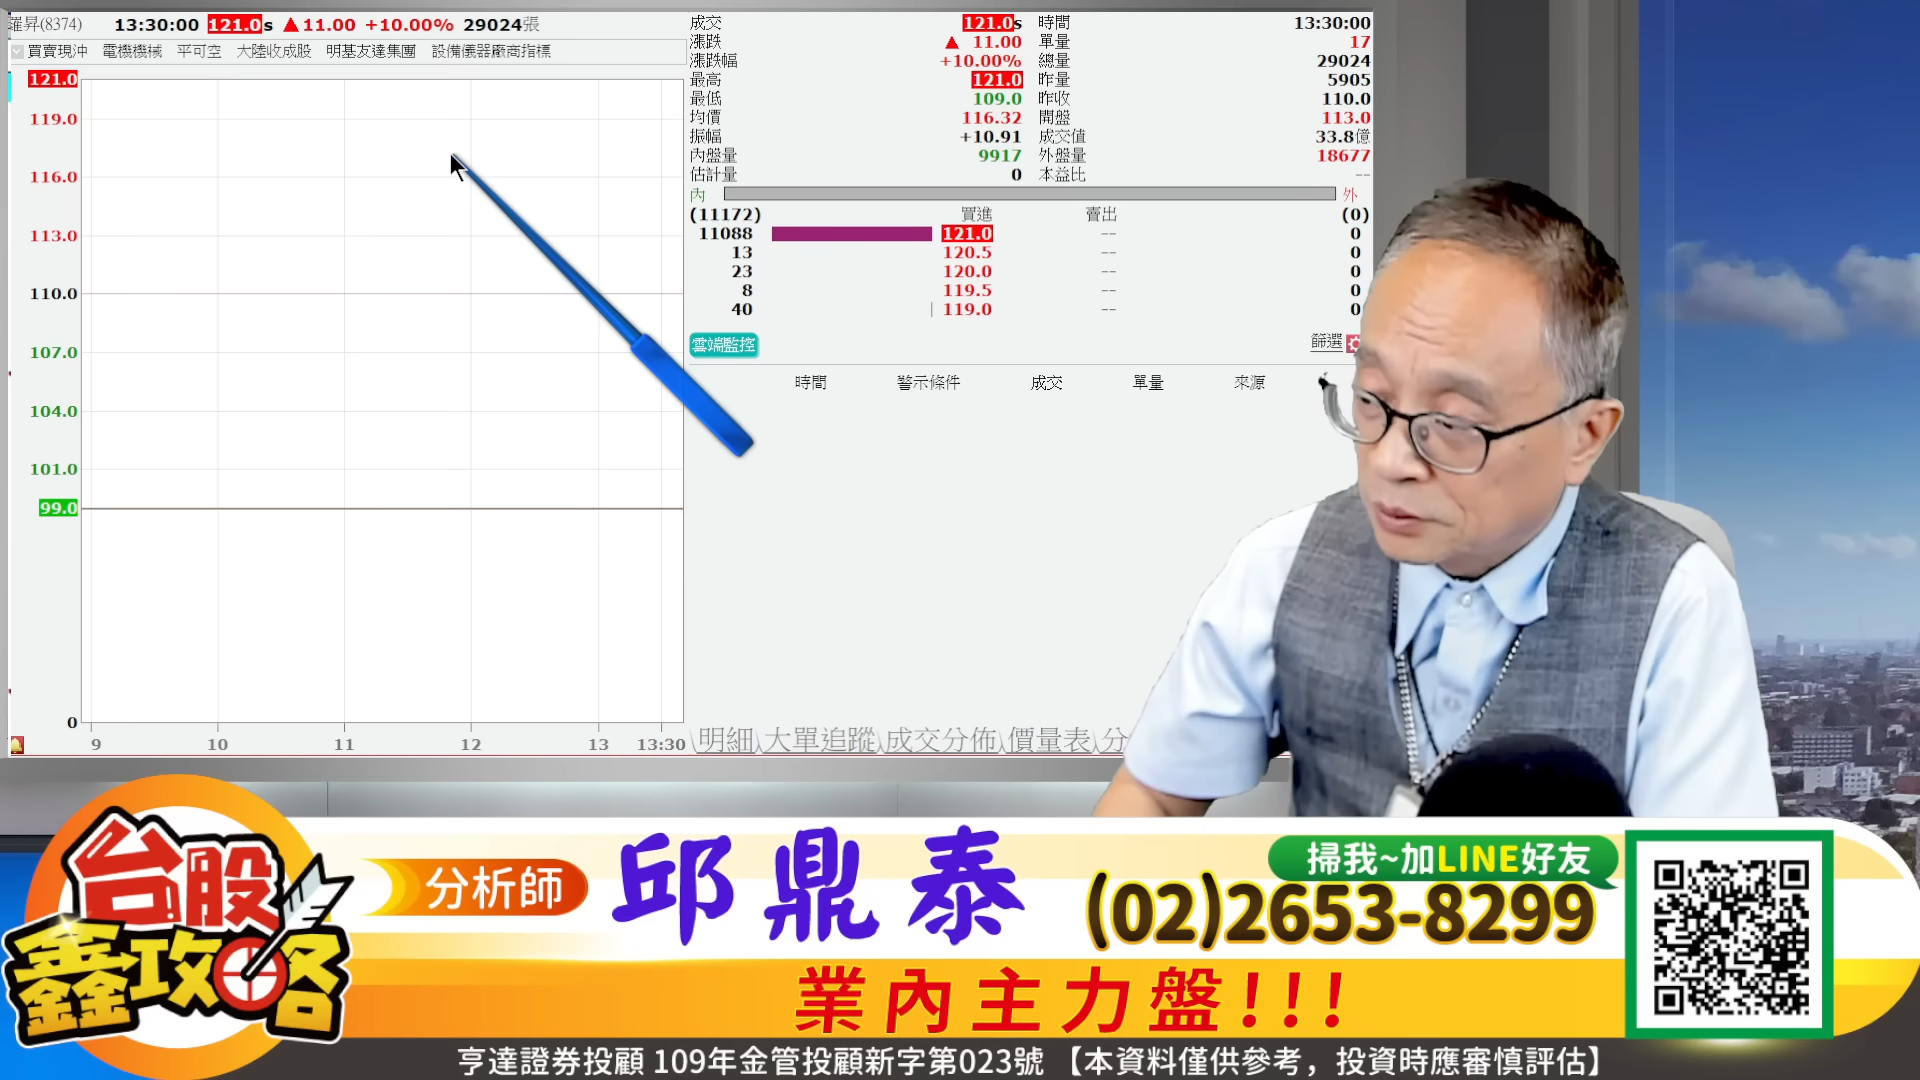 羅昇(8374) 13:30:00 121.0s ▲11.00 +10.00% 29024張
買賣現沖 電機機械 平可空 大陸收成股 明基友達集團 設備儀器廠商指標
121.0
119.0
116.0
113.0
110.0
107.0
104.0
101.0
99.0
0
9 10 11 12 13 13:30
成交 121.0s 時間 13:30:00
漲跌 ▲ 11.00 單量 17
漲跌幅 +10.00% 總量 29024
最高 121.0 昨量 5905
最低 109.0 昨收 110.0
均價 116.32 開盤 113.0
振幅 +10.91 成交值 33.8億
內盤量 9917 外盤量 18677
估計量 0 本益比 --
內 外
(11172) 買進 賣出 (0)
11088 121.0 -- 0
13 120.5 -- 0
23 120.0 -- 0
8 119.5 -- 0
40 119.0 -- 0
雲端監控 篩選
時間 警示條件 成交 單量 來源
明細 大單追蹤 成交分佈 價量表 分
台股
鑫攻略
分析師 邱鼎泰
掃我~加LINE好友
(02)2653-8299
業內主力盤!!!
亨達證券投顧 109年金管投顧新字第023號 【本資料僅供參考，投資時應審慎評估】